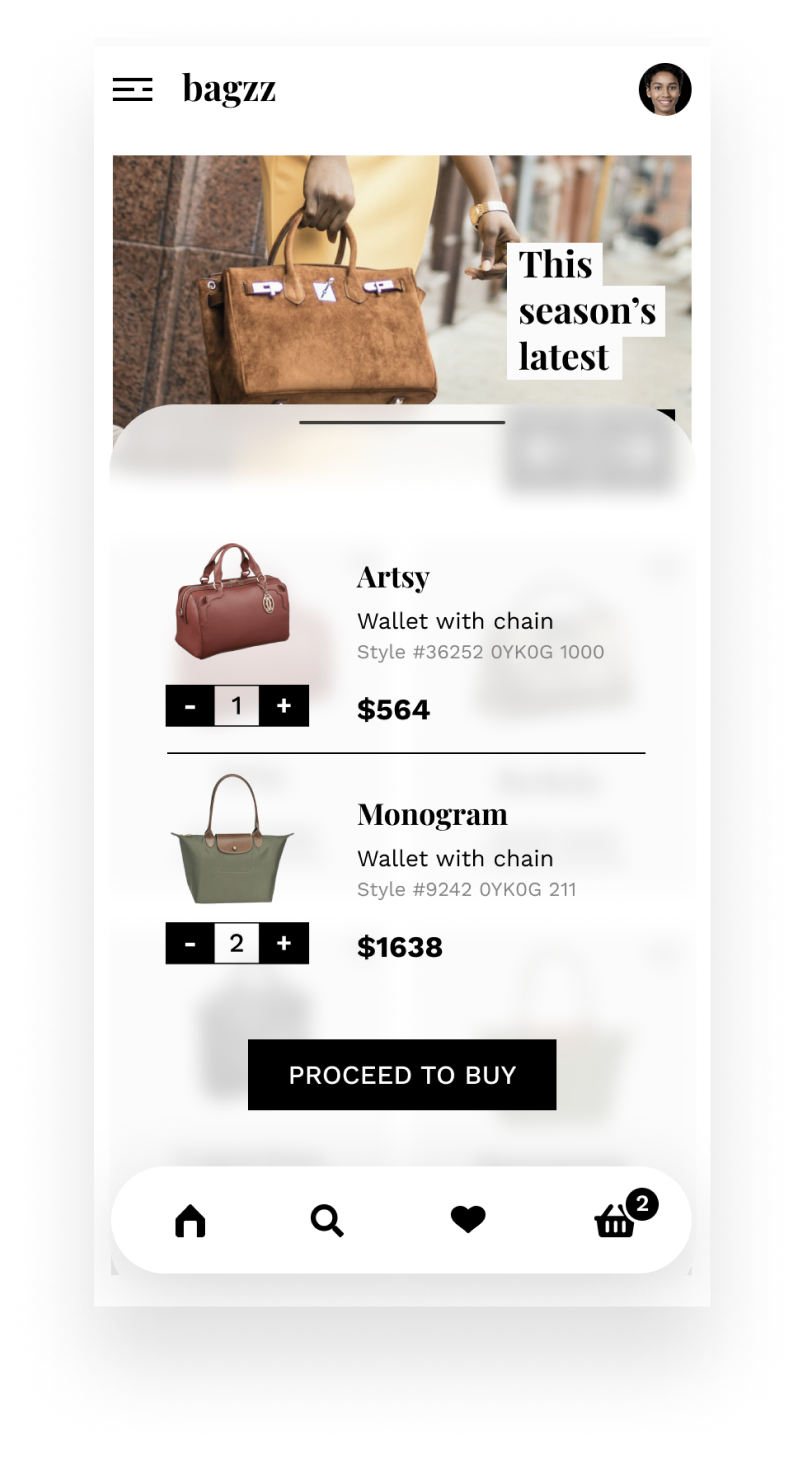 bagzz
This
season’s
latest
Artsy
Wallet with chain
Style #36252 0YK0G 1000
- 1 +
$564
Monogram
Wallet with chain
Style #9242 0YK0G 211
- 2 +
$1638
PROCEED TO BUY
2